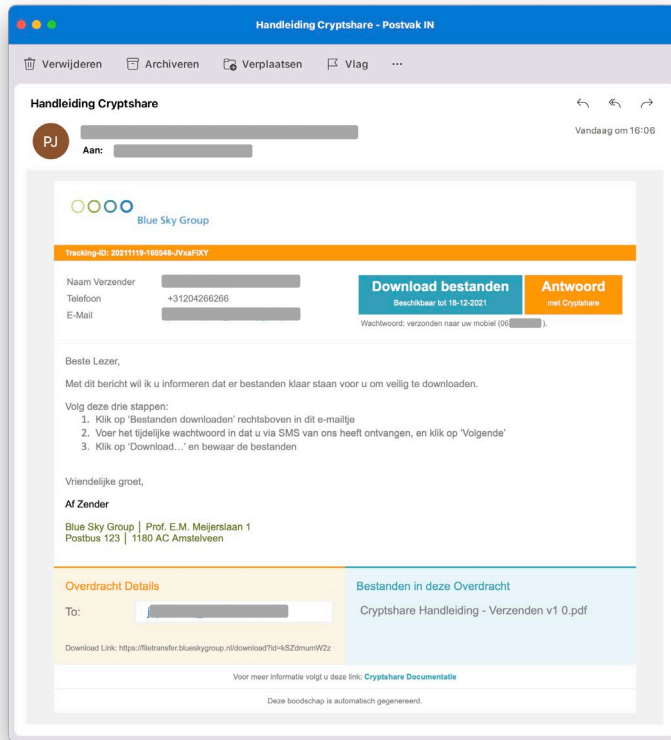 Handleiding Cryptshare - Postvak IN
Verwijderen Archiveren Verplaatsen Vlag ...
Handleiding Cryptshare
PJ
Vandaag om 16:06
Aan:
Blue Sky Group
Tracking-ID: 20211119-160548-JVxaFIXY
Naam Verzender
Telefoon +31204266266
E-Mail
Download bestanden
Beschikbaar tot 18-12-2021
Antwoord
met Cryptshare
Wachtwoord: verzonden naar uw mobiel (06 ).
Beste Lezer,
Met dit bericht wil ik u informeren dat er bestanden klaar staan voor u om veilig te downloaden.
Volg deze drie stappen:
1. Klik op 'Bestanden downloaden' rechtsboven in dit e-mailtje
2. Voer het tijdelijke wachtwoord in dat u via SMS van ons heeft ontvangen, en klik op 'Volgende'
3. Klik op 'Download...' en bewaar de bestanden
Vriendelijke groet,
Af Zender
Blue Sky Group | Prof. E.M. Meijerslaan 1
Postbus 123 | 1180 AC Amstelveen
Overdracht Details
To: j
Download Link: https://filetransfer.blueskygroup.nl/download?id=kSZdmumW2z
Bestanden in deze Overdracht
Cryptshare Handleiding - Verzenden v1 0.pdf
Voor meer informatie volgt u deze link: Cryptshare Documentatie
Deze boodschap is automatisch gegenereerd.